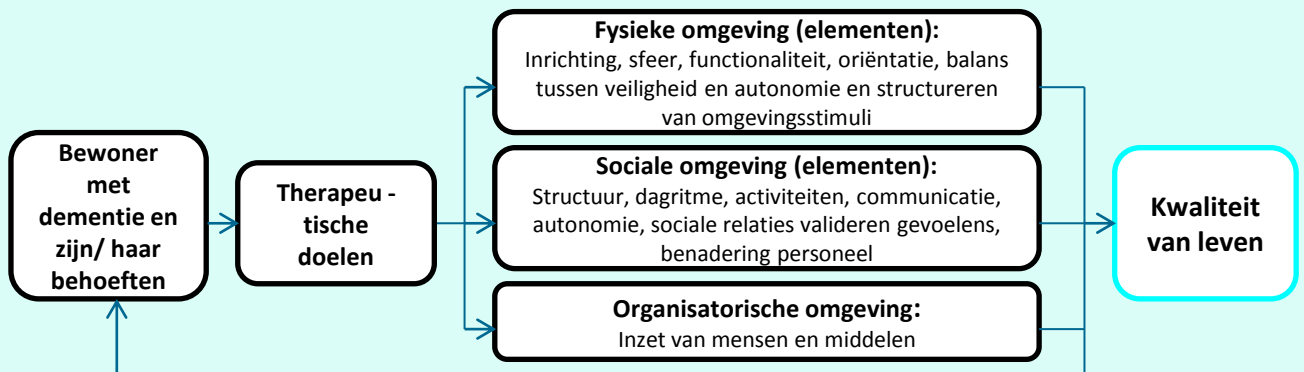 Bewoner
met
dementie en
zijn/ haar
behoeften
Therapeu -
tische
doelen
Fysieke omgeving (elementen):
Inrichting, sfeer, functionaliteit, oriëntatie, balans
tussen veiligheid en autonomie en structureren
van omgevingsstimuli
Sociale omgeving (elementen):
Structuur, dagritme, activiteiten, communicatie,
autonomie, sociale relaties valideren gevoelens,
benadering personeel
Organisatorische omgeving:
Inzet van mensen en middelen
Kwaliteit
van leven